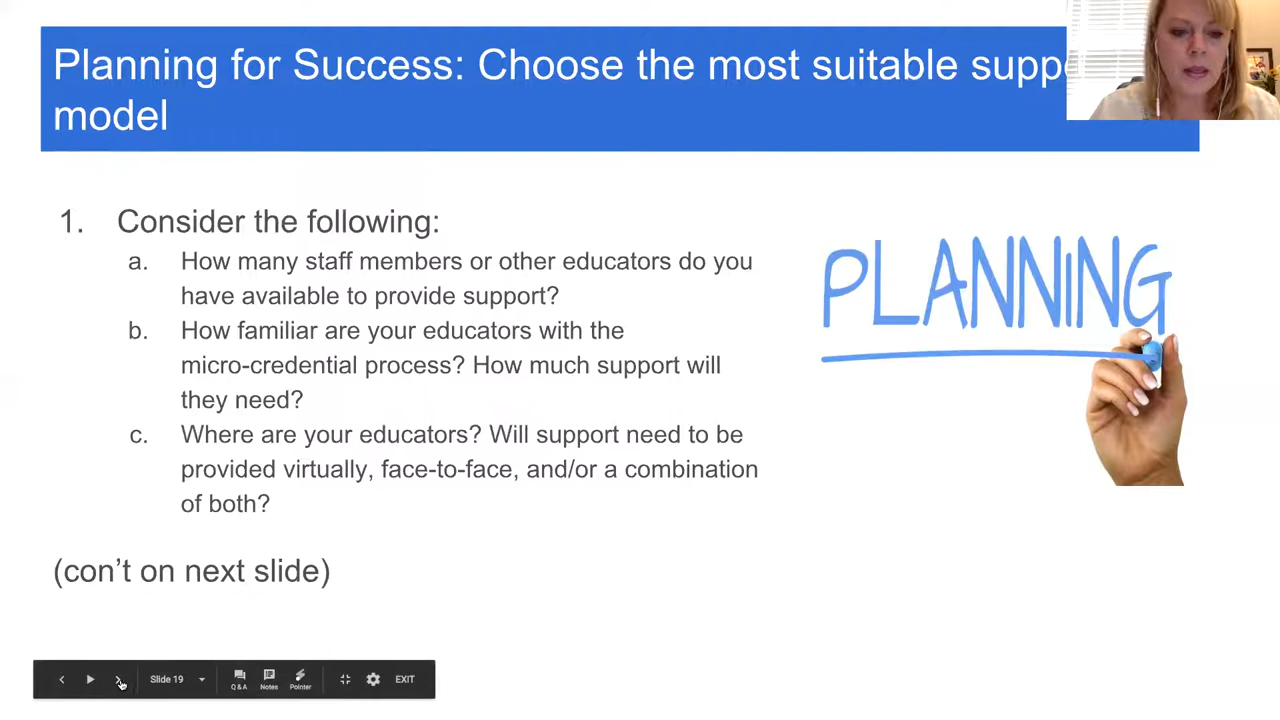 Planning for Success: Choose the most suitable
model
1. Consider the following:
a. How many staff members or other educators do you
have available to provide support?
b. How familiar are your educators with the
micro-credential process? How much support will
they need?
c. Where are your educators? Will support need to be
provided virtually, face-to-face, and/or a combination
of both?
(con’t on next slide)
PLANNING
Slide 19
Q & A
Notes
Pointer
EXIT